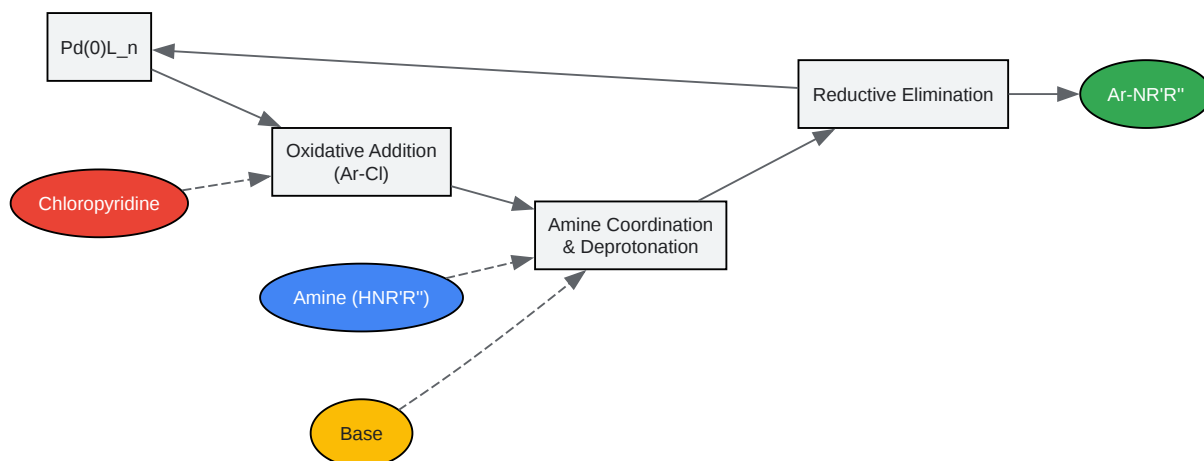 Pd(0)L_n
Reductive Elimination
Ar-NR'R''
Oxidative Addition
(Ar-Cl)
Chloropyridine
Amine Coordination
& Deprotonation
Amine (HNR'R'')
Base